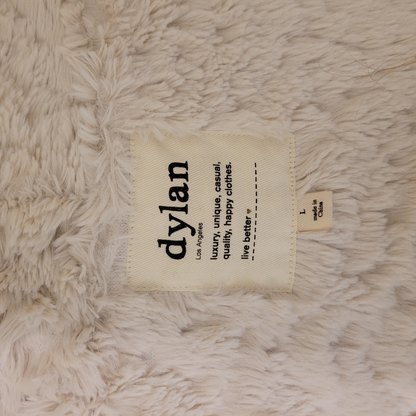 dylan
Los Angeles
luxury, unique, casual,
quality, happy clothes.
live better ♥
L
made in
China